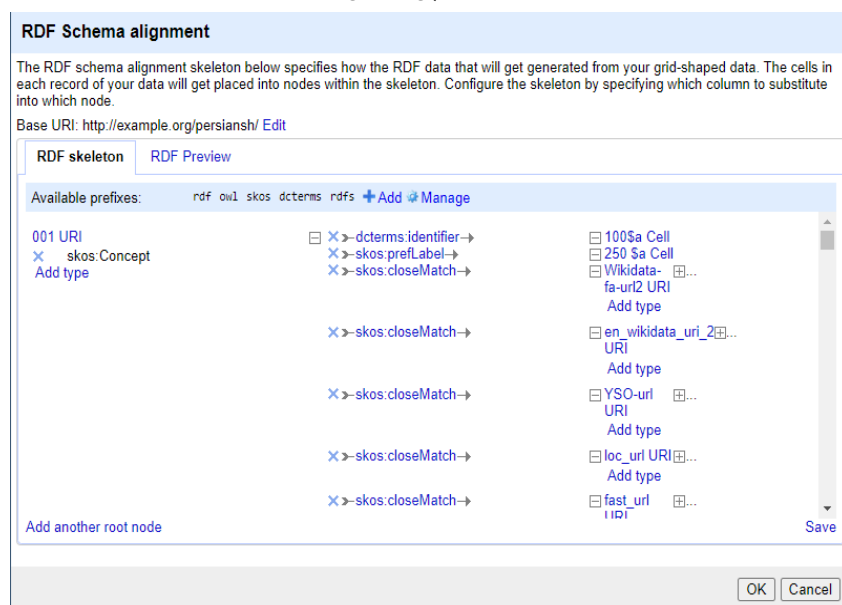 RDF Schema alignment
The RDF schema alignment skeleton below specifies how the RDF data that will get generated from your grid-shaped data. The cells in
each record of your data will get placed into nodes within the skeleton. Configure the skeleton by specifying which column to substitute
into which node.
Base URI: http://example.org/persiansh/ Edit
RDF skeleton RDF Preview
Available prefixes: rdf owl skos dcterms rdfs Add Manage
001 URI
skos:Concept
Add type
dcterms:identifier
100$a Cell
skos:prefLabel
250 $a Cell
skos:closeMatch
Wikidata-
fa-url2 URI
...
Add type
skos:closeMatch
en_wikidata_uri_2
URI
...
Add type
skos:closeMatch
YSO-url
URI
...
Add type
skos:closeMatch
loc_url URI
...
Add type
skos:closeMatch
fast_url
URI
...
Add another root node
Save
OK Cancel